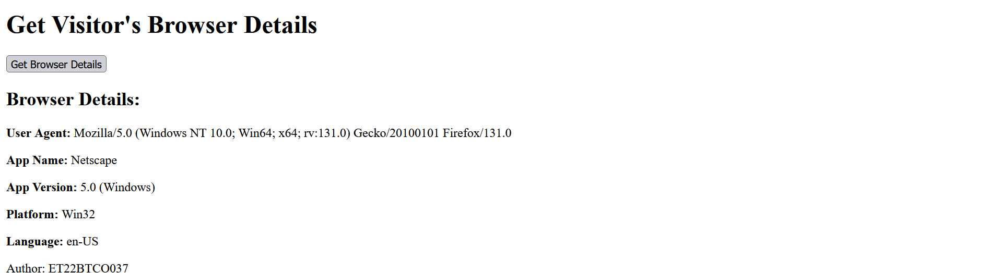 Get Visitor's Browser Details
Get Browser Details
Browser Details:
User Agent: Mozilla/5.0 (Windows NT 10.0; Win64; x64; rv:131.0) Gecko/20100101 Firefox/131.0
App Name: Netscape
App Version: 5.0 (Windows)
Platform: Win32
Language: en-US
Author: ET22BTCO037